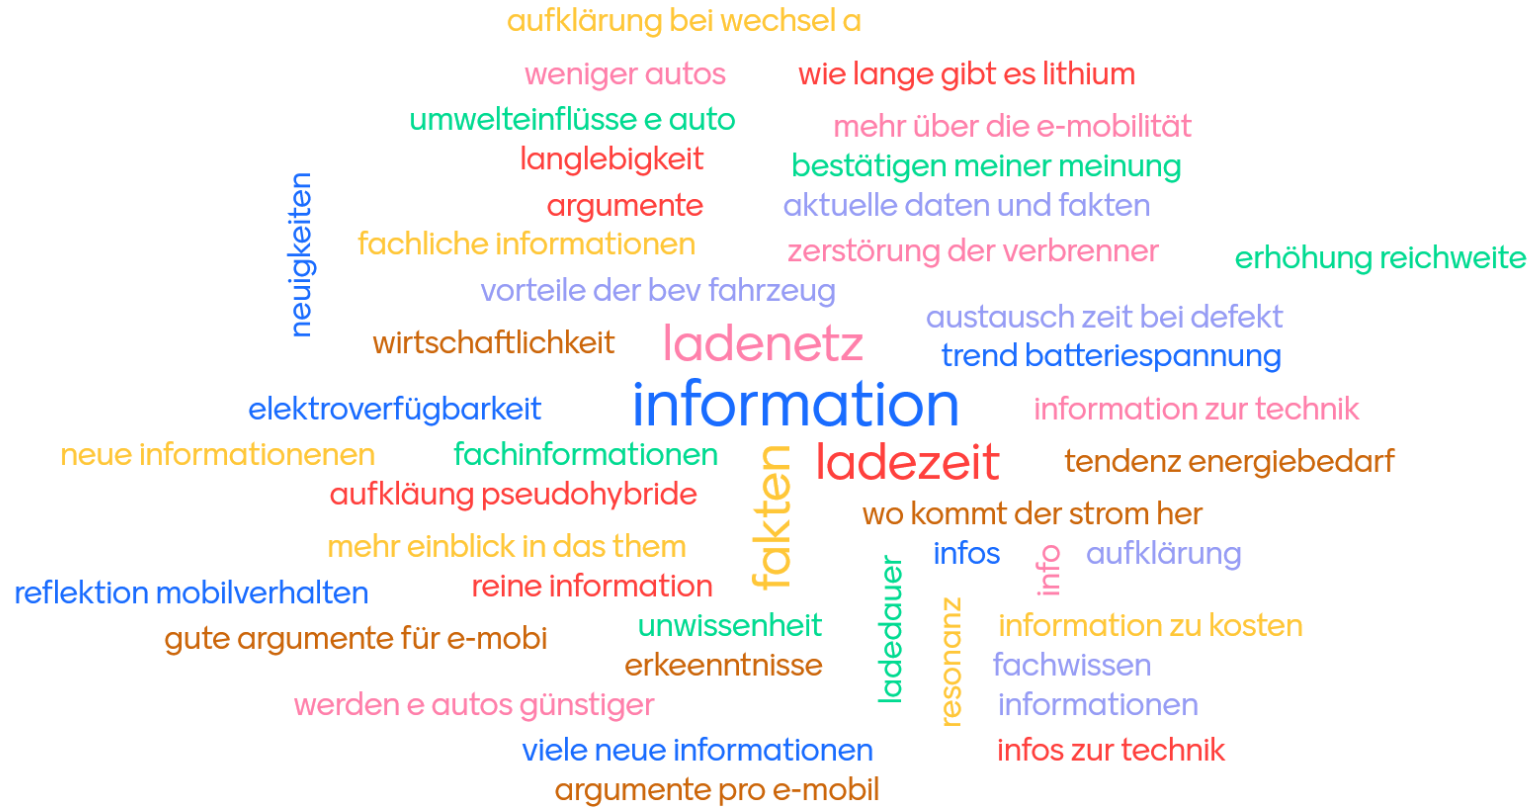 aufklärung bei wechsel a
weniger autos
wie lange gibt es lithium
umwelteinflüsse e auto
mehr über die e-mobilität
langlebigkeit
bestätigen meiner meinung
neuigkeiten
argumente
aktuelle daten und fakten
fachliche informationen
zerstörung der verbrenner
erhöhung reichweite
vorteile der bev fahrzeug
austausch zeit bei defekt
wirtschaftlichkeit
ladenetz
trend batteriespannung
elektroverfügbarkeit
information
information zur technik
neue informationenen
fachinformationen
fakten
ladezeit
tendenz energiebedarf
aufkläung pseudohybride
wo kommt der strom her
mehr einblick in das them
infos
info
aufklärung
reflektion mobilverhalten
reine information
ladedauer
unwissenheit
resonanz
information zu kosten
gute argumente für e-mobi
erkeenntnisse
fachwissen
werden e autos günstiger
informationen
viele neue informationen
infos zur technik
argumente pro e-mobil